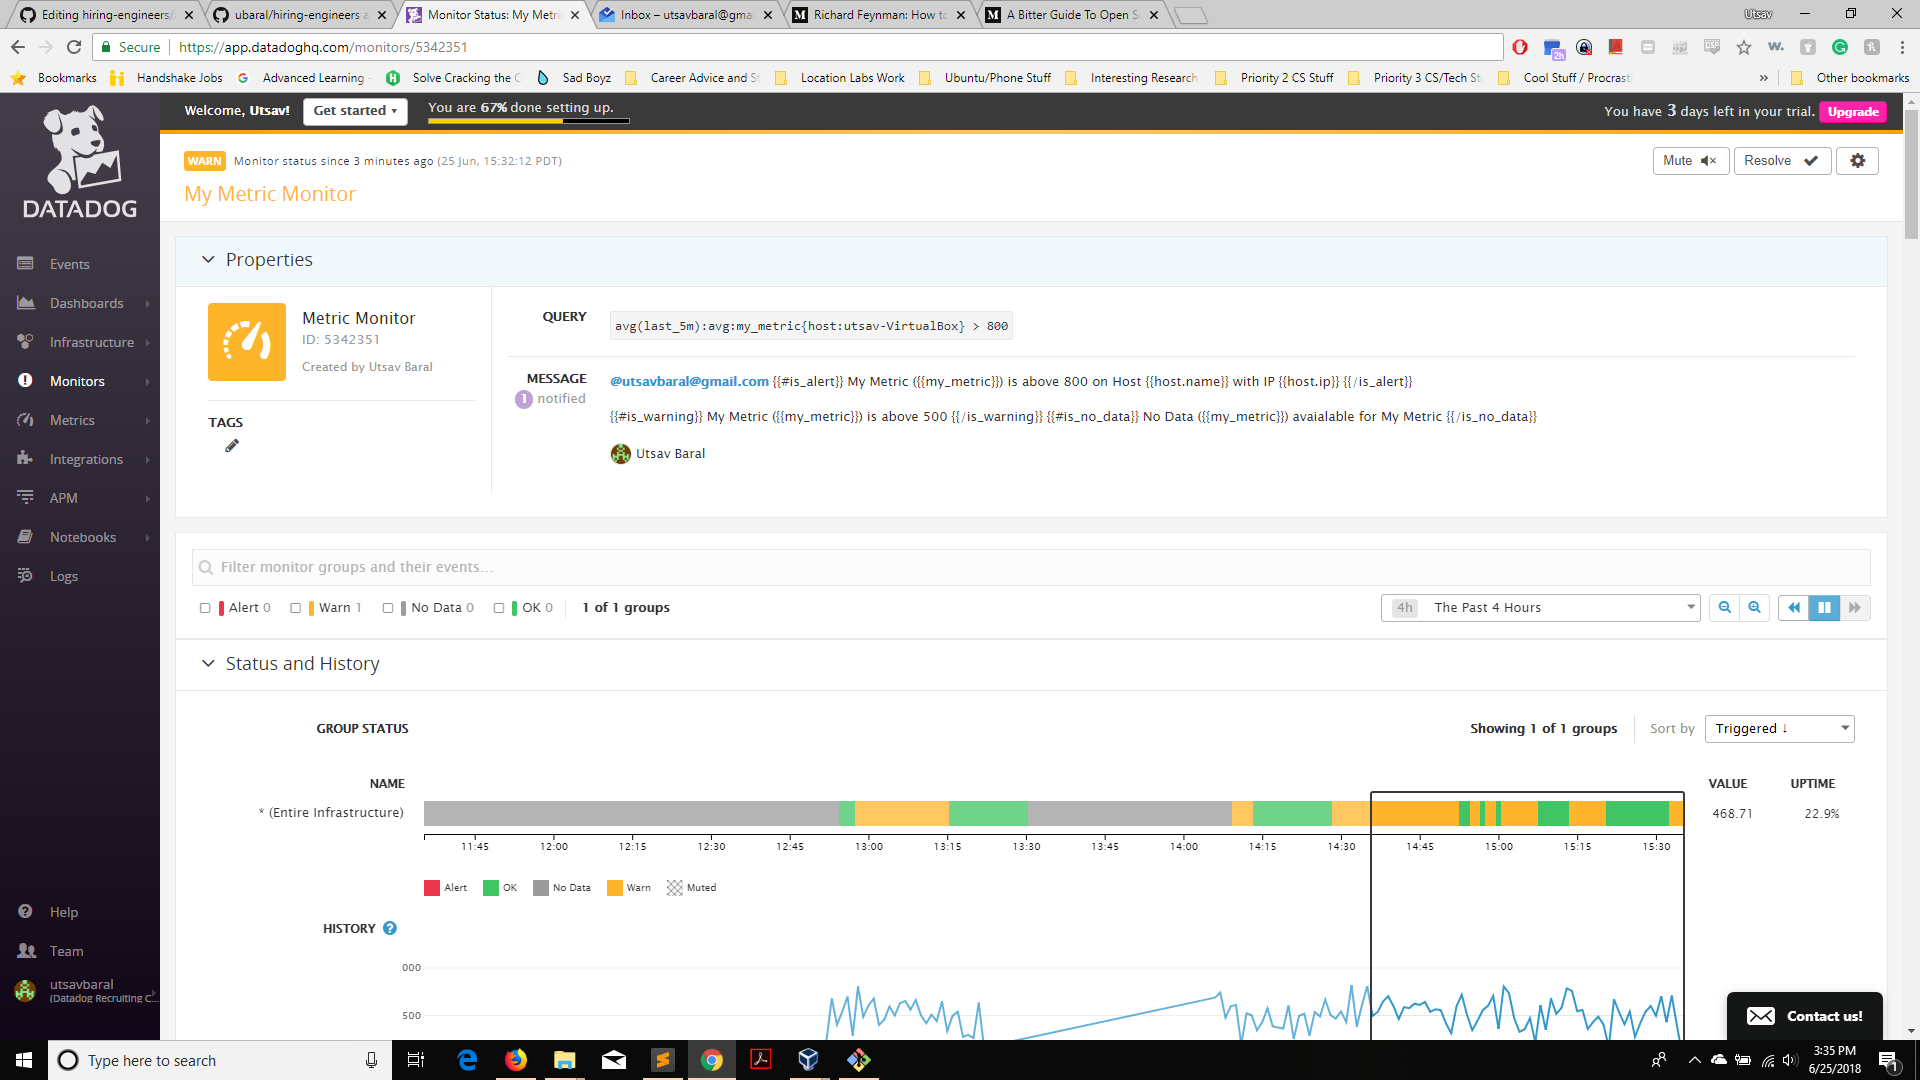 Editing hiring-engineers/
ubaral/hiring-engineers a
Monitor Status: My Metri
Inbox – utsavbaral@gma
Richard Feynman: How to
A Bitter Guide To Open S
Utsav
Secure
https://app.datadoghq.com/monitors/5342351
Bookmarks
Handshake Jobs
Advanced Learning
Solve Cracking the C
Sad Boyz
Career Advice and St
Location Labs Work
Ubuntu/Phone Stuff
Interesting Research
Priority 2 CS Stuff
Priority 3 CS/Tech St
Cool Stuff / Procrast
»
Other bookmarks
DATADOG
Welcome, Utsav!
Get started
You are 67% done setting up.
You have 3 days left in your trial.
Upgrade
WARN Monitor status since 3 minutes ago (25 Jun, 15:32:12 PDT)
Mute
Resolve
My Metric Monitor
Events
Dashboards
Infrastructure
Monitors
Metrics
Integrations
APM
Notebooks
Logs
Help
Team
utsavbaral
(Datadog Recruiting C...
Properties
Metric Monitor
ID: 5342351
Created by Utsav Baral
TAGS
QUERY
avg(last_5m):avg:my_metric{host:utsav-VirtualBox} > 800
MESSAGE
1 notified
@utsavbaral@gmail.com {{#is_alert}} My Metric ({{my_metric}}) is above 800 on Host {{host.name}} with IP {{host.ip}} {{/is_alert}}
{{#is_warning}} My Metric ({{my_metric}}) is above 500 {{/is_warning}} {{#is_no_data}} No Data ({{my_metric}}) avaialable for My Metric {{/is_no_data}}
Utsav Baral
Filter monitor groups and their events...
Alert 0
Warn 1
No Data 0
OK 0
1 of 1 groups
4h The Past 4 Hours
Status and History
GROUP STATUS
Showing 1 of 1 groups
Sort by
Triggered ↓
NAME
VALUE
UPTIME
* (Entire Infrastructure)
468.71
22.9%
11:45 12:00 12:15 12:30 12:45 13:00 13:15 13:30 13:45 14:00 14:15 14:30 14:45 15:00 15:15 15:30
Alert OK No Data Warn Muted
HISTORY ?
000
500
Contact us!
Type here to search
3:35 PM
6/25/2018
1